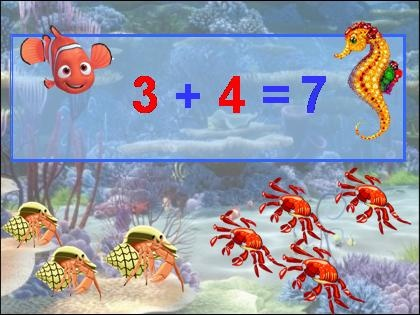 3 + 4 = 7